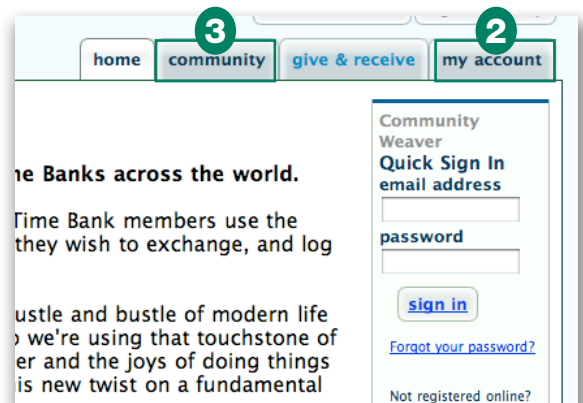 3
2
home community give & receive my account
Community
Weaver
Quick Sign In
email address
password
sign in
Forgot your password?
Not registered online?
ne Banks across the world.
Time Bank members use the
they wish to exchange, and log
ustle and bustle of modern life
we're using that touchstone of
er and the joys of doing things
is new twist on a fundamental